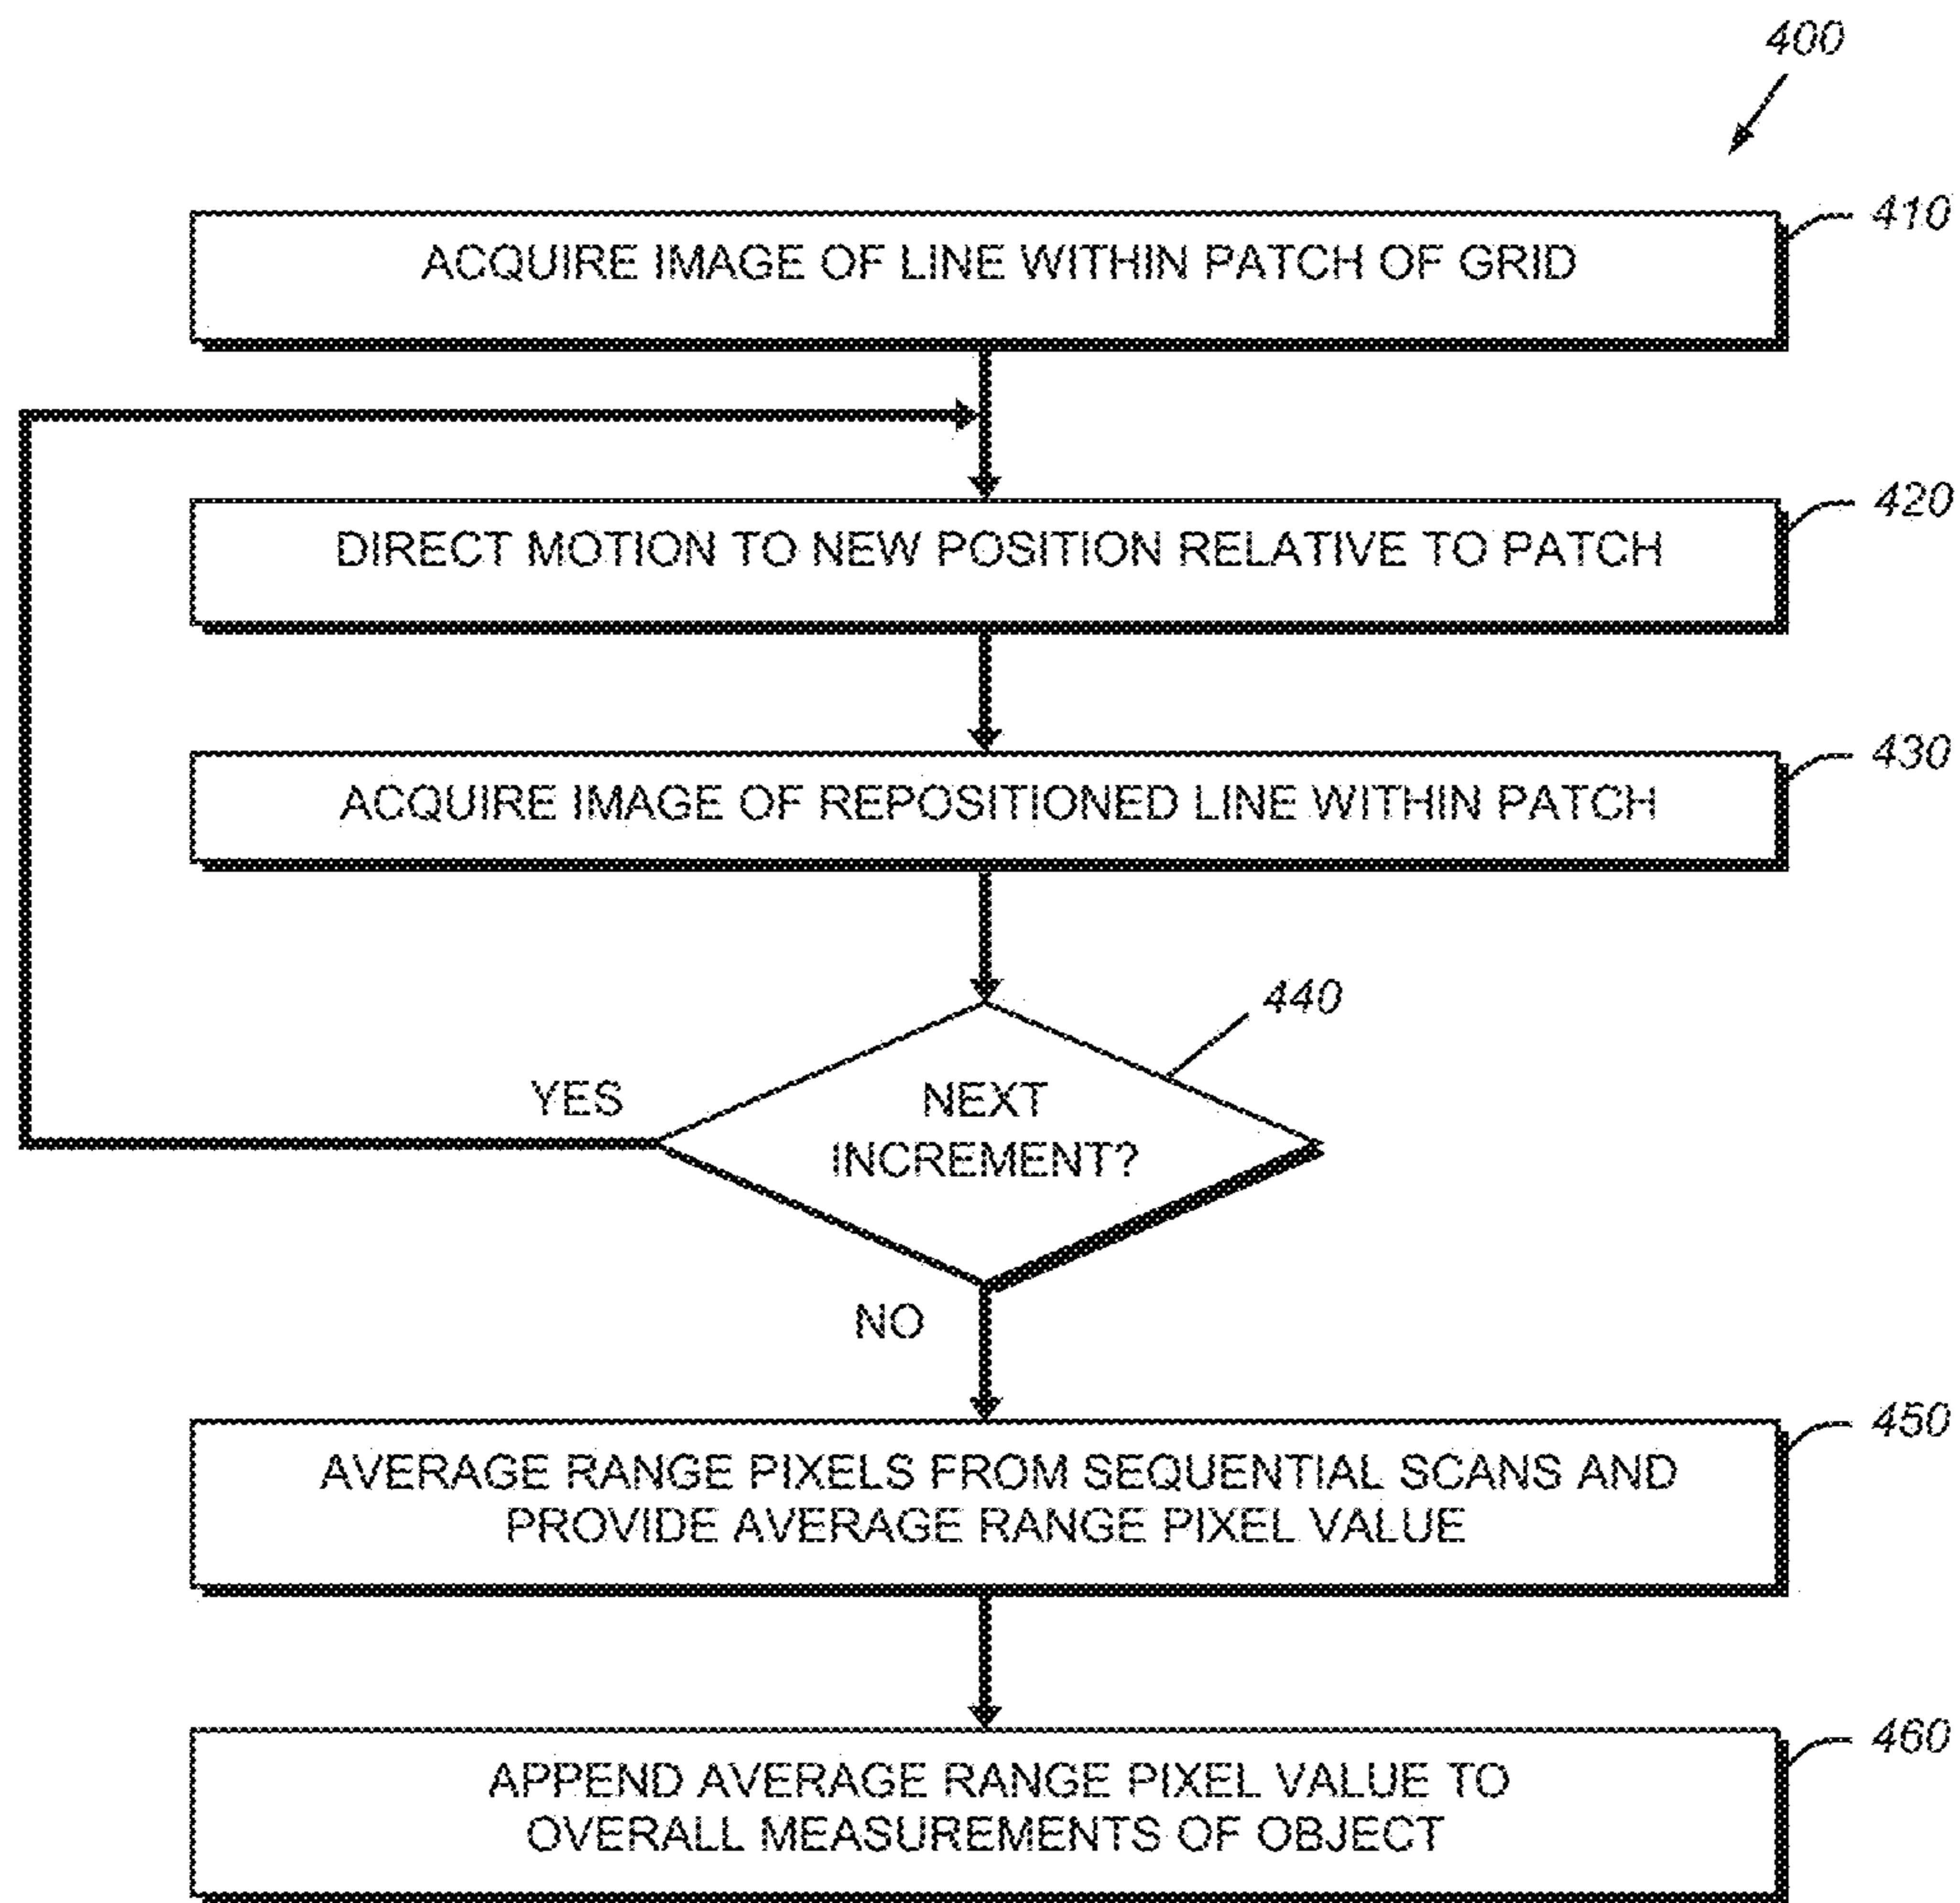 400
ACQUIRE IMAGE OF LINE WITHIN PATCH OF GRID
410
DIRECT MOTION TO NEW POSITION RELATIVE TO PATCH
420
ACQUIRE IMAGE OF REPOSITIONED LINE WITHIN PATCH
430
440
YES
NEXT
INCREMENT?
NO
AVERAGE RANGE PIXELS FROM SEQUENTIAL SCANS AND
PROVIDE AVERAGE RANGE PIXEL VALUE
450
APPEND AVERAGE RANGE PIXEL VALUE TO
OVERALL MEASUREMENTS OF OBJECT
460